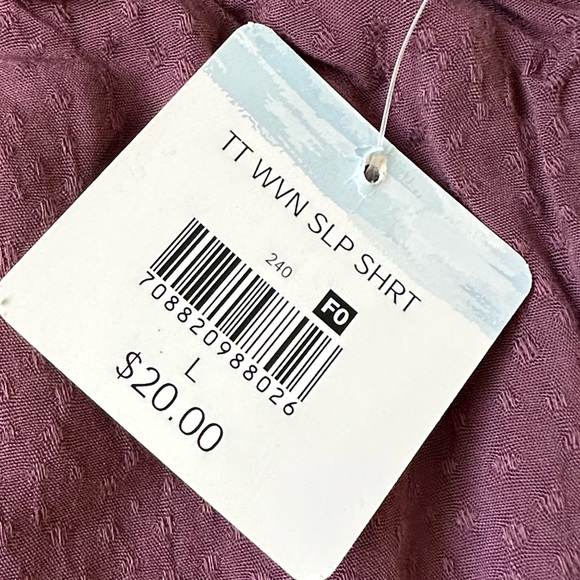 TT WVN SLP SHRT
240
F0
708820988026
L
$20.00